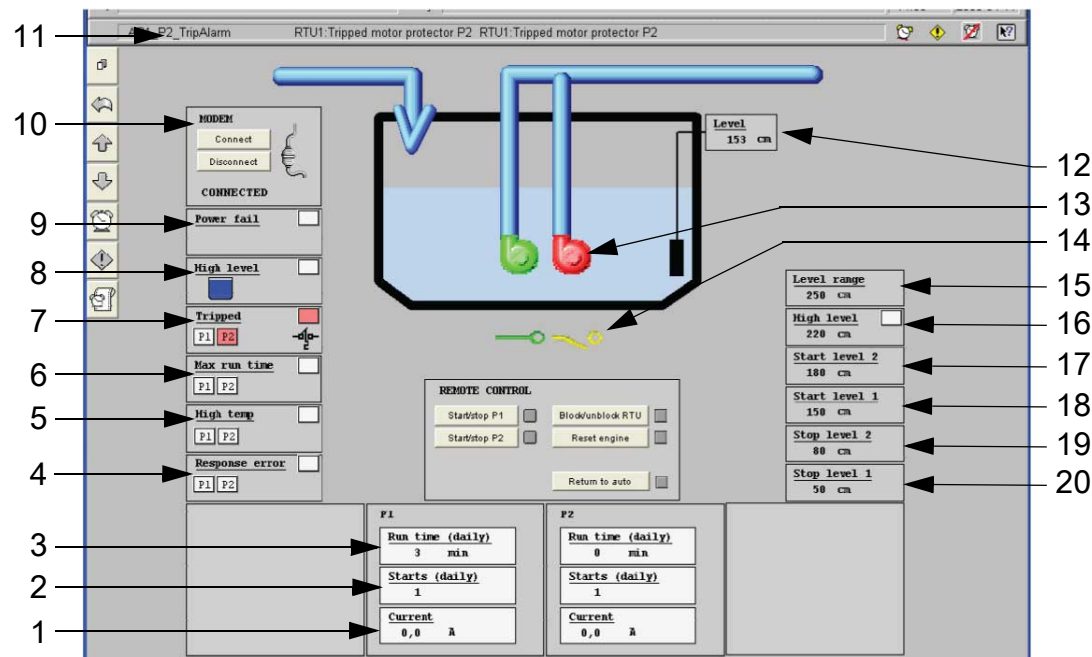 11
RTU1:Tripped motor protector P2 RTU1:Tripped motor protector P2
10
MODEM
Connect
Disconnect
CONNECTED
Level
153 cm
12
9
Power fail
13
14
8
High level
7
Tripped
P1 P2
6
Max run time
P1 P2
5
High temp
P1 P2
4
Response error
P1 P2
REMOTE CONTROL
Start/stop P1
Block/unblock RTU
Start/stop P2
Reset engine
Return to auto
Level range
250 cm
15
High level
220 cm
16
Start level 2
180 cm
17
Start level 1
150 cm
18
Stop level 2
80 cm
19
Stop level 1
50 cm
20
P1
3
Run time (daily)
3 min
2
Starts (daily)
1
1
Current
0,0 A
P2
Run time (daily)
0 min
Starts (daily)
1
Current
0,0 A